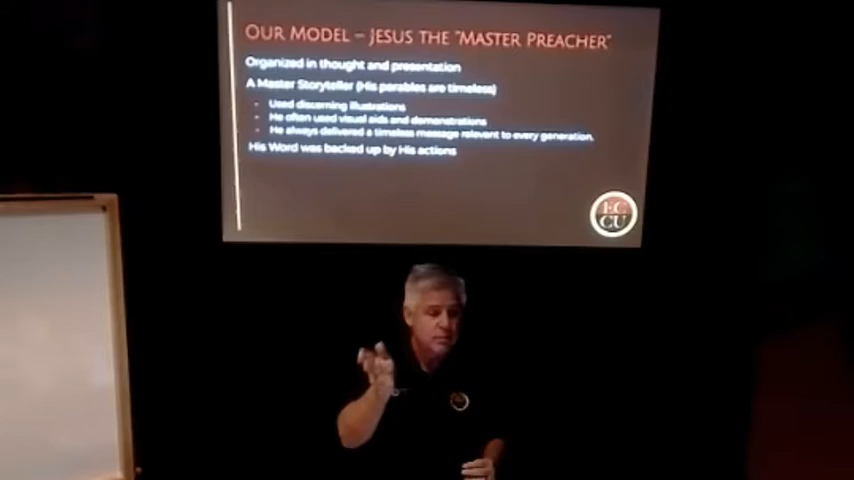 OUR MODEL – JESUS THE "MASTER PREACHER"
Organized in thought and presentation
A Master Storyteller (His parables are timeless)
- Used discerning illustrations
- He often used visual aids and demonstrations
- He always delivered a timeless message relevant to every generation.
His Word was backed up by His actions
EC
CU